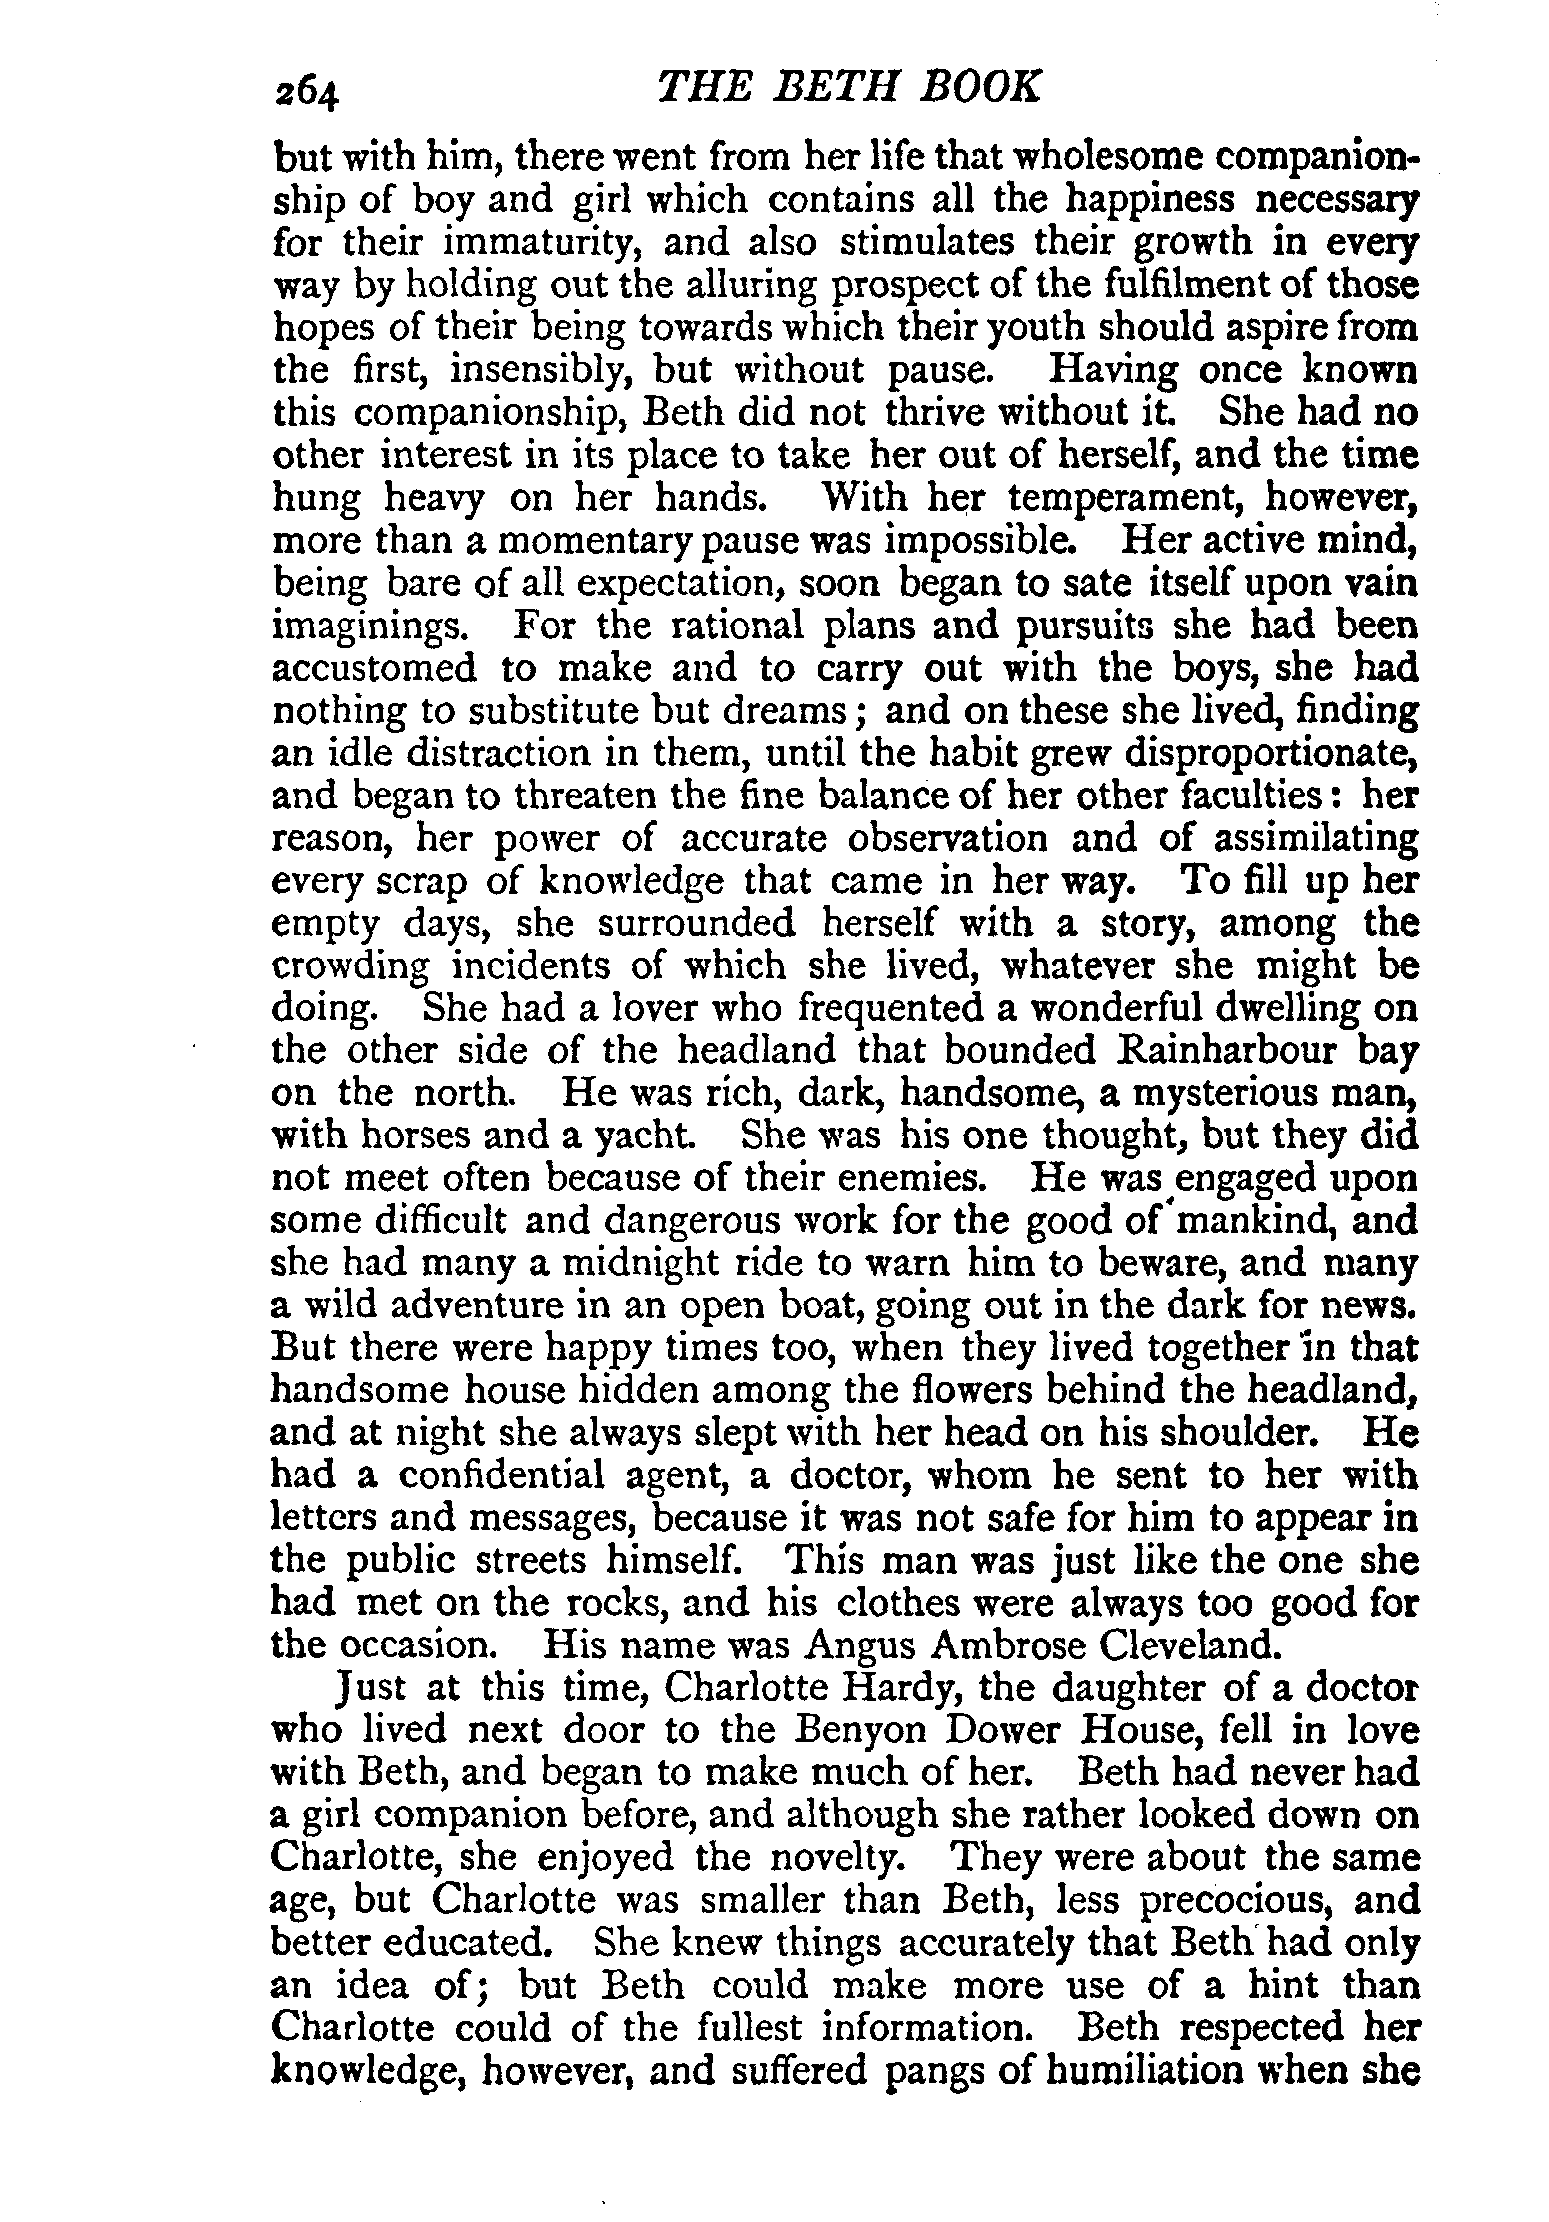 264 THE BETH BOOK
but with him, there went from her life that wholesome companion-
ship of boy and girl which contains all the happiness necessary
for their immaturity, and also stimulates their growth in every
way by holding out the alluring prospect of the fulfilment of those
hopes of their being towards which their youth should aspire from
the first, insensibly, but without pause. Having once known
this companionship, Beth did not thrive without it. She had no
other interest in its place to take her out of herself, and the time
hung heavy on her hands. With her temperament, however,
more than a momentary pause was impossible. Her active mind,
being bare of all expectation, soon began to sate itself upon vain
imaginings. For the rational plans and pursuits she had been
accustomed to make and to carry out with the boys, she had
nothing to substitute but dreams; and on these she lived, finding
an idle distraction in them, until the habit grew disproportionate,
and began to threaten the fine balance of her other faculties: her
reason, her power of accurate observation and of assimilating
every scrap of knowledge that came in her way. To fill up her
empty days, she surrounded herself with a story, among the
crowding incidents of which she lived, whatever she might be
doing. She had a lover who frequented a wonderful dwelling on
the other side of the headland that bounded Rainharbour bay
on the north. He was rich, dark, handsome, a mysterious man,
with horses and a yacht. She was his one thought, but they did
not meet often because of their enemies. He was engaged upon
some difficult and dangerous work for the good of mankind, and
she had many a midnight ride to warn him to beware, and many
a wild adventure in an open boat, going out in the dark for news.
But there were happy times too, when they lived together in that
handsome house hidden among the flowers behind the headland,
and at night she always slept with her head on his shoulder. He
had a confidential agent, a doctor, whom he sent to her with
letters and messages, because it was not safe for him to appear in
the public streets himself. This man was just like the one she
had met on the rocks, and his clothes were always too good for
the occasion. His name was Angus Ambrose Cleveland.
Just at this time, Charlotte Hardy, the daughter of a doctor
who lived next door to the Benyon Dower House, fell in love
with Beth, and began to make much of her. Beth had never had
a girl companion before, and although she rather looked down on
Charlotte, she enjoyed the novelty. They were about the same
age, but Charlotte was smaller than Beth, less precocious, and
better educated. She knew things accurately that Beth had only
an idea of; but Beth could make more use of a hint than
Charlotte could of the fullest information. Beth respected her
knowledge, however, and suffered pangs of humiliation when she